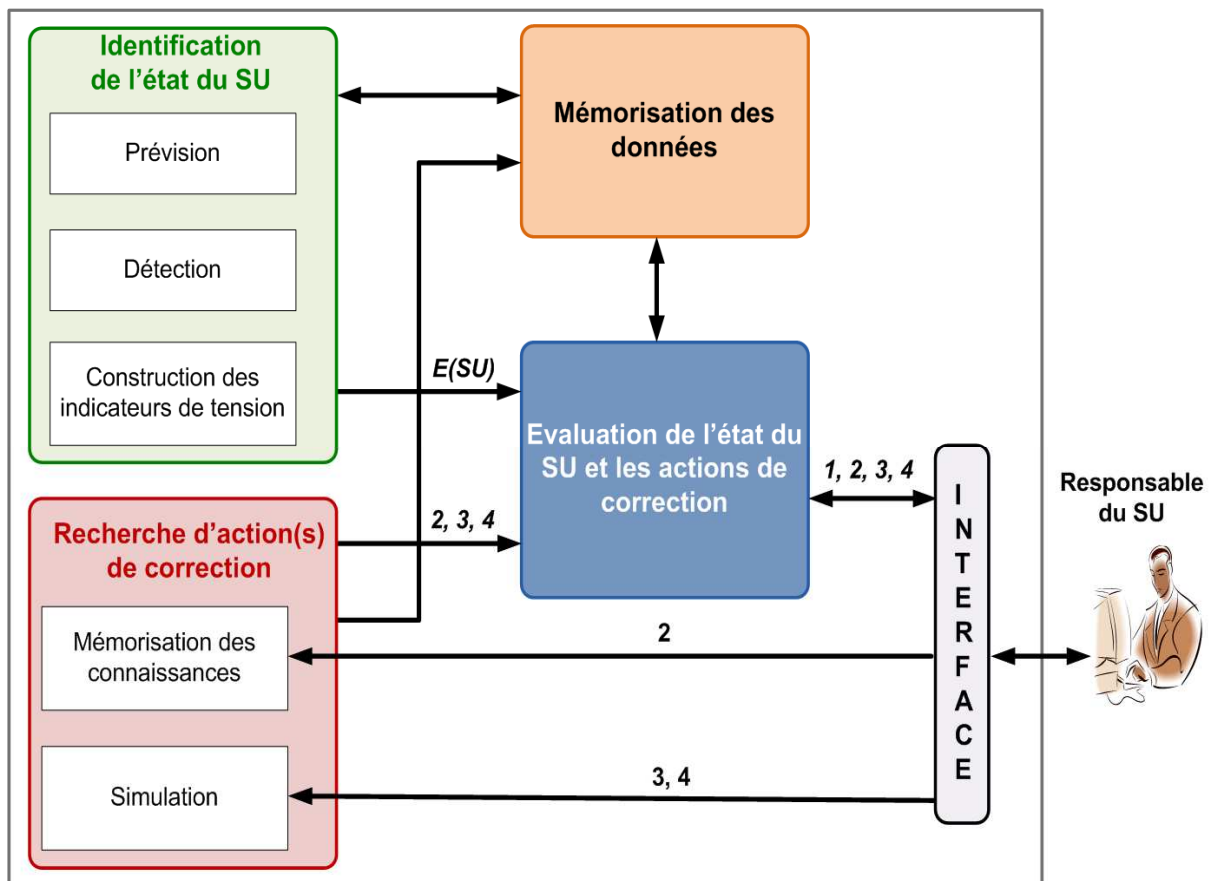 Identification
de l'état du SU
Prévision
Détection
Construction des
indicateurs de tension
Mémorisation des
données
E(SU)
Evaluation de l'état du
SU et les actions de
correction
1, 2, 3, 4
INTERFACE
Responsable
du SU
Recherche d'action(s)
de correction
2, 3, 4
Mémorisation des
connaissances
2
Simulation
3, 4